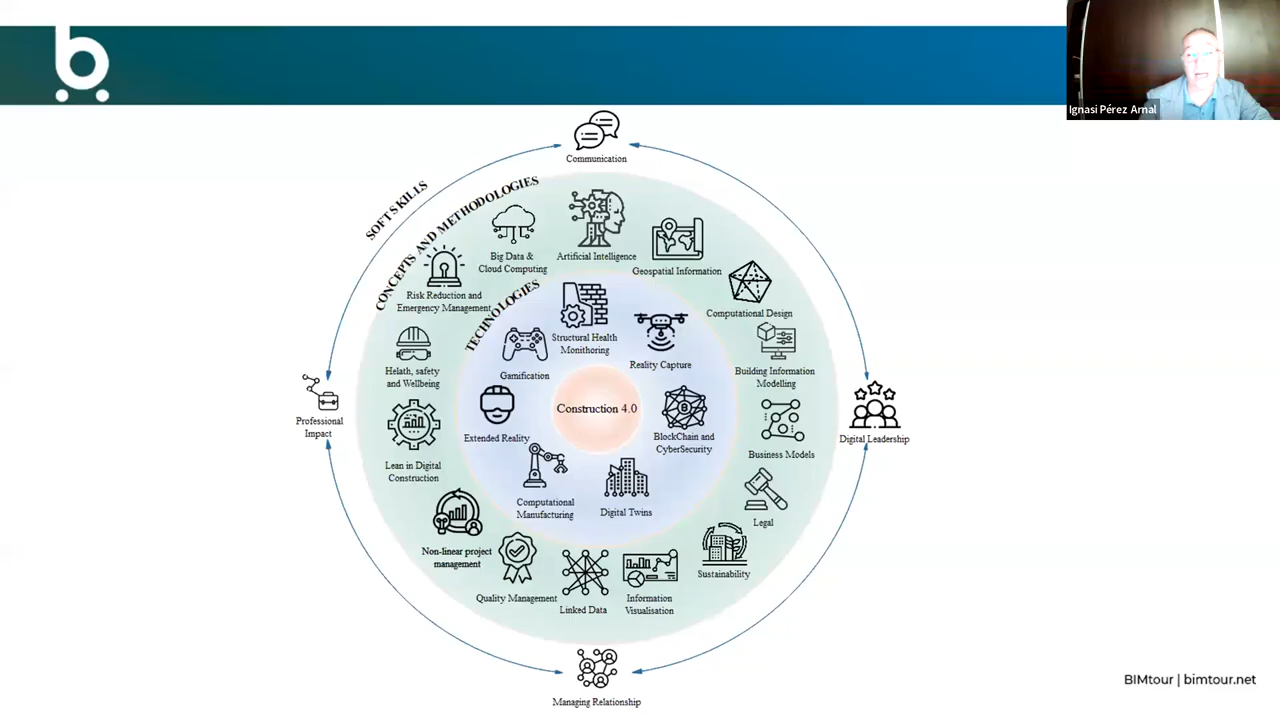 b
Ignasi Pérez Arnal
Communication
SOFT SKILLS
CONCEPTS AND METHODOLOGIES
TECHNOLOGIES
Big Data &
Cloud Computing
Artificial Intelligence
Geospatial Information
Risk Reduction and
Emergency Management
Computational Design
Structural Health
Monithoring
Reality Capture
Gamification
Helath, safety
and Wellbeing
Building Information
Modelling
Construction 4.0
Professional
Impact
Extended Reality
BlockChain and
CyberSecurity
Digital Leadership
Business Models
Lean in Digital
Construction
Computational
Manufacturing
Digital Twins
Legal
Non-linear project
management
Sustainability
Quality Management
Linked Data
Information
Visualisation
Managing Relationship
BIMtour | bimtour.net